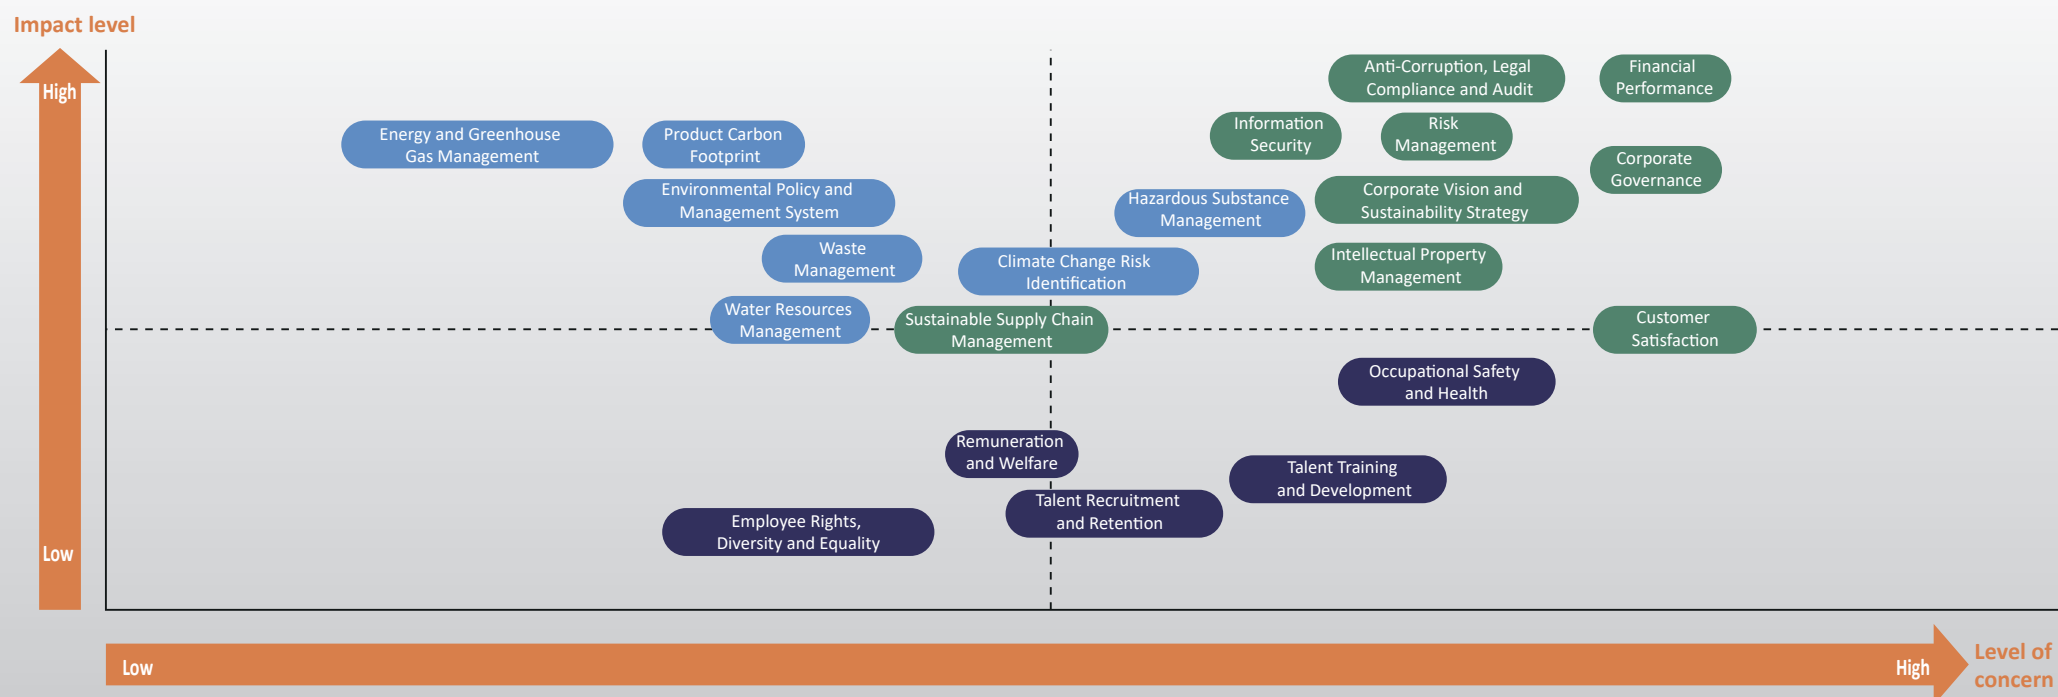 Impact level
High
Low
Anti-Corruption, Legal
Compliance and Audit
Financial
Performance
Energy and Greenhouse
Gas Management
Product Carbon
Footprint
Information
Security
Risk
Management
Corporate
Governance
Environmental Policy and
Management System
Hazardous Substance
Management
Corporate Vision and
Sustainability Strategy
Waste
Management
Climate Change Risk
Identification
Intellectual Property
Management
Water Resources
Management
Sustainable Supply Chain
Management
Customer
Satisfaction
Occupational Safety
and Health
Remuneration
and Welfare
Talent Training
and Development
Talent Recruitment
and Retention
Employee Rights,
Diversity and Equality
Low
High
Level of
concern